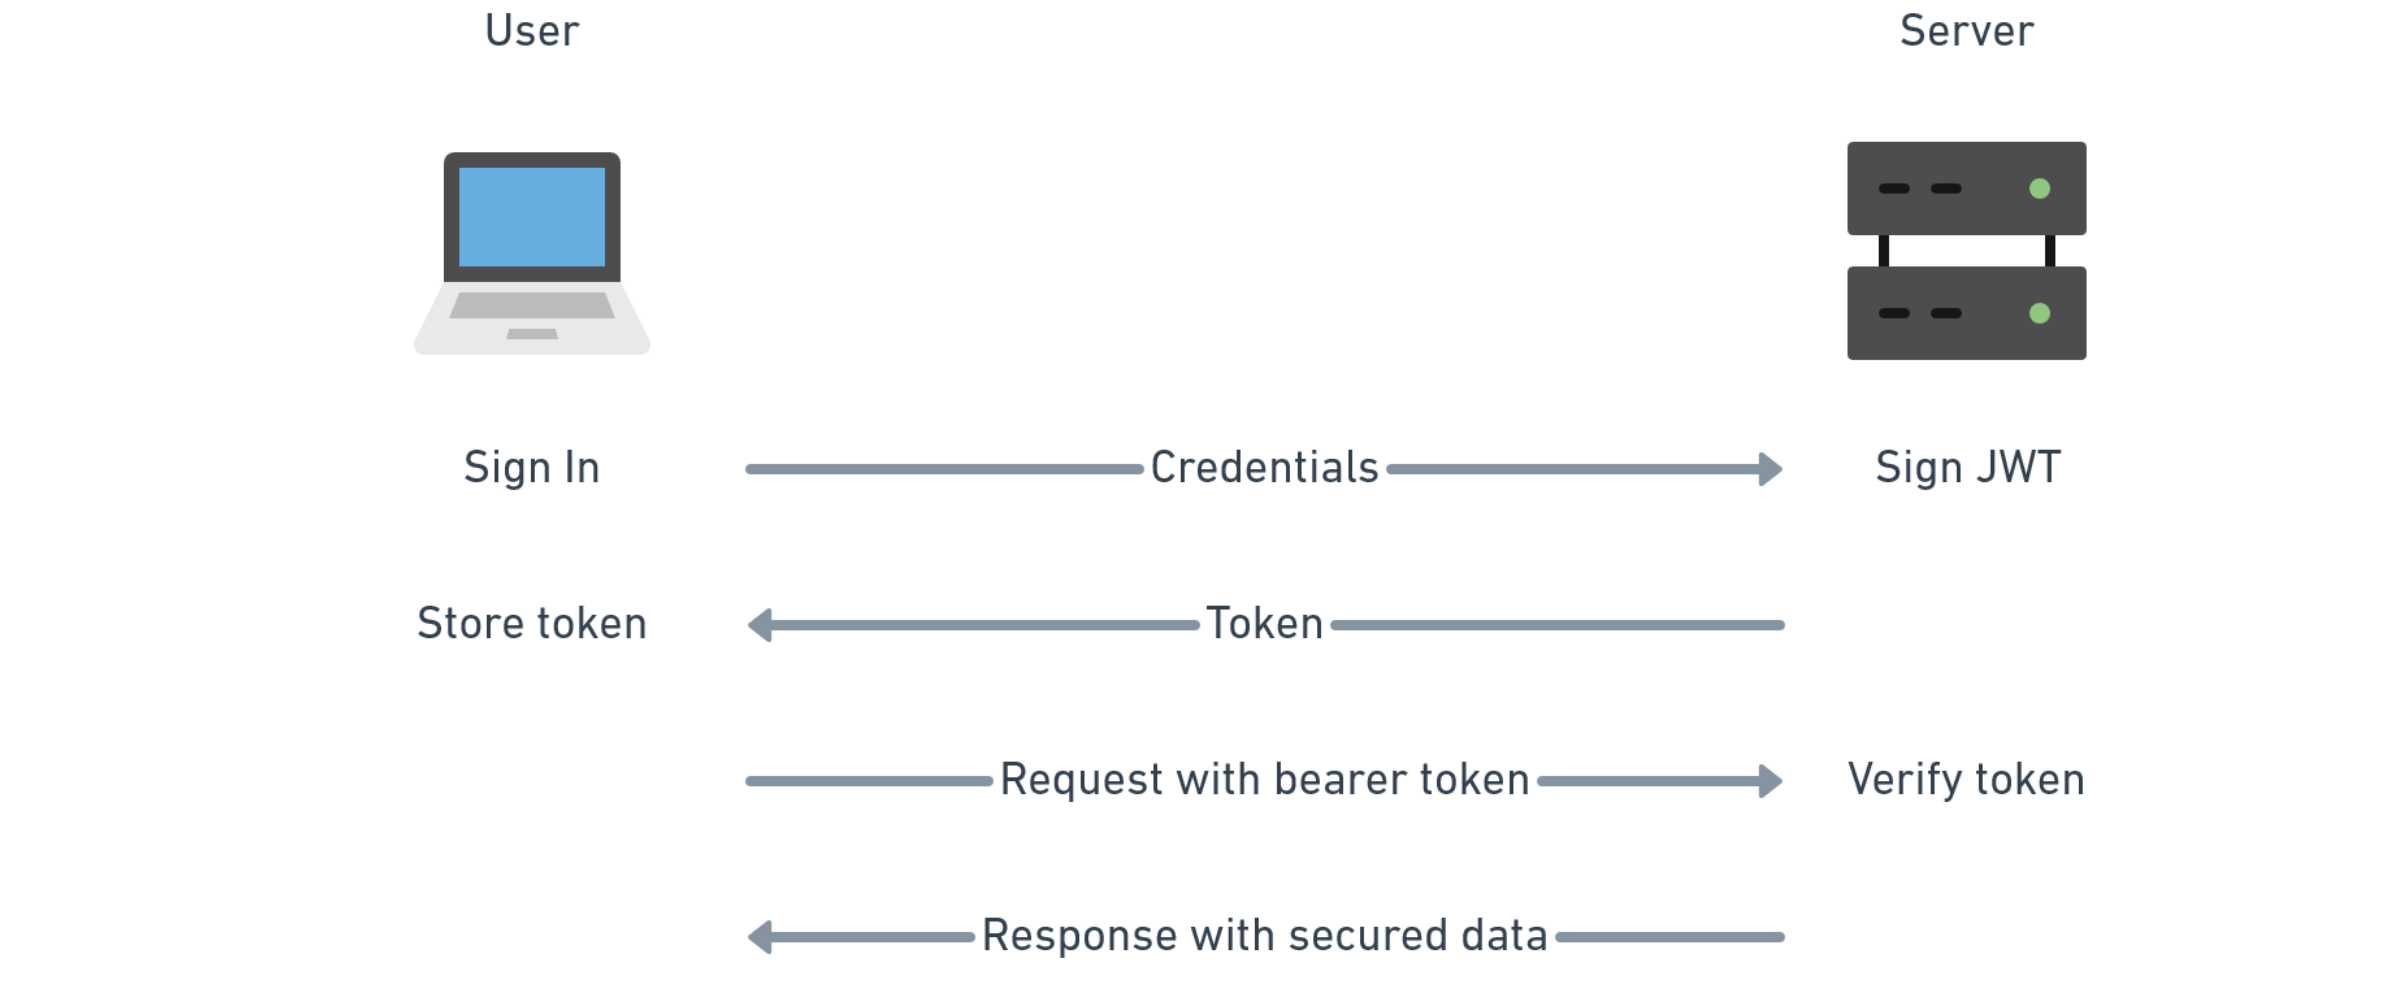 User
Server
Sign In
Credentials
Sign JWT
Store token
Token
Request with bearer token
Verify token
Response with secured data